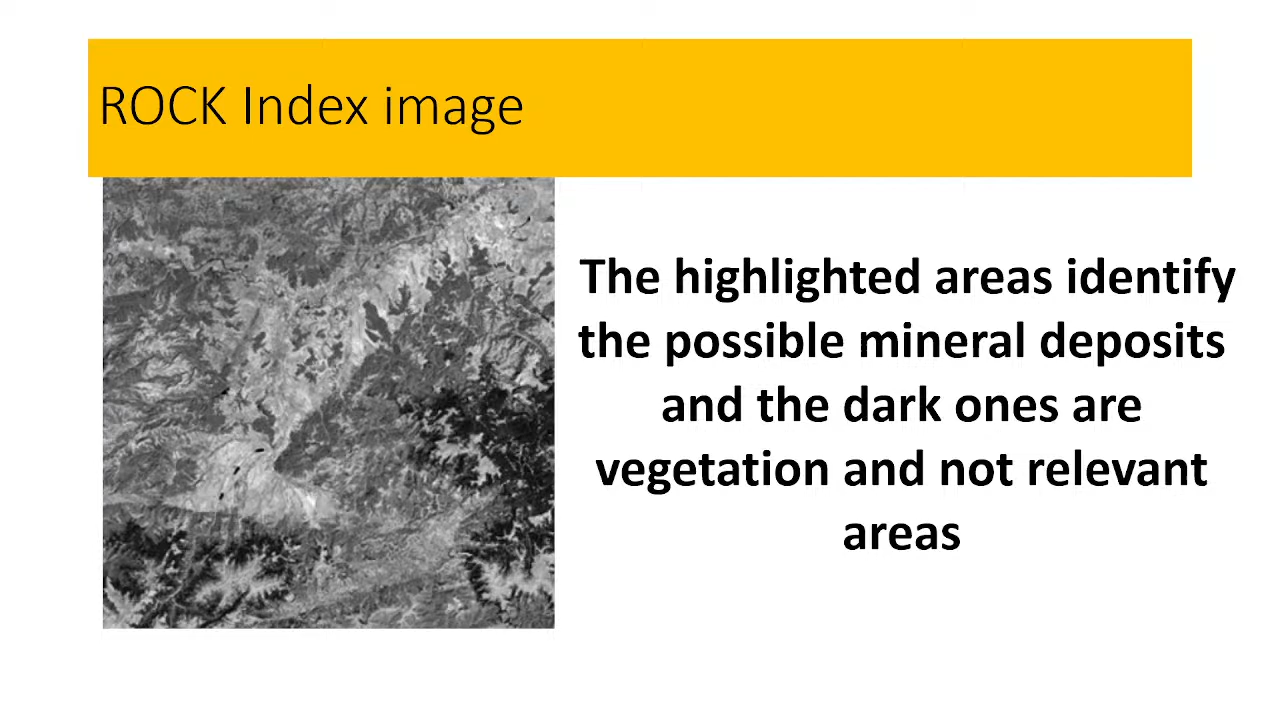 ROCK Index image
The highlighted areas identify
the possible mineral deposits
and the dark ones are
vegetation and not relevant
areas